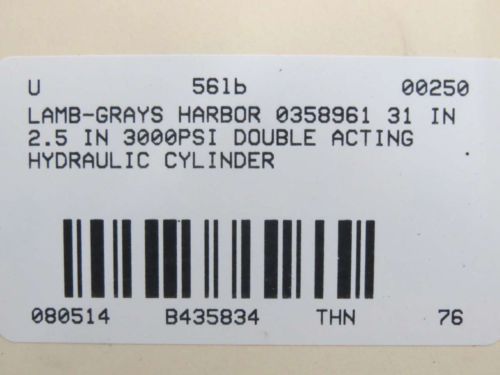 U 56lb 00250
LAMB-GRAYS HARBOR 0358961 31 IN
2.5 IN 3000PSI DOUBLE ACTING
HYDRAULIC CYLINDER
080514 B435834 THN 76